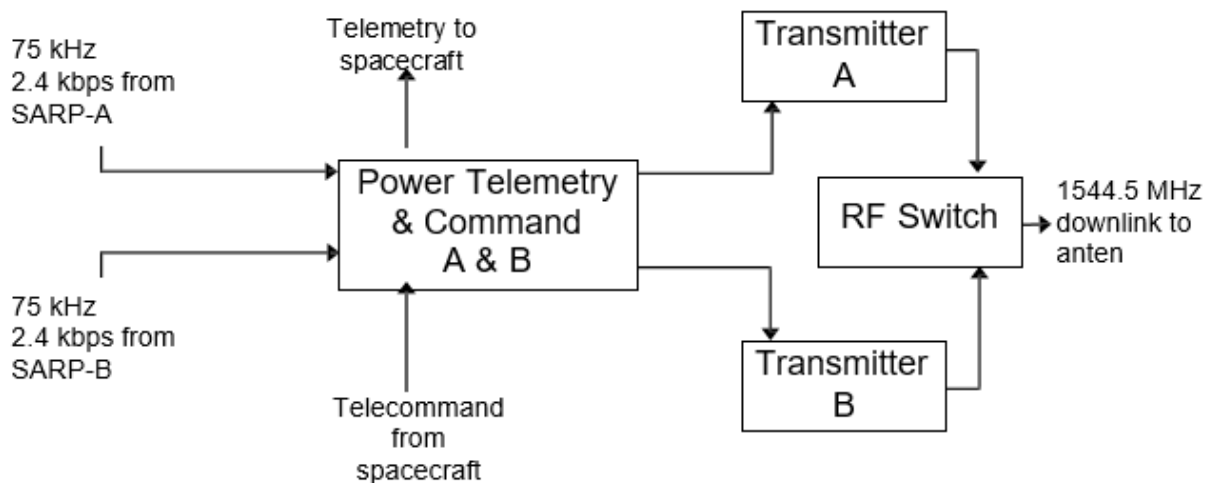 75 kHz
2.4 kbps from
SARP-A
Telemetry to
spacecraft
Transmitter
A
Power Telemetry
& Command
A & B
RF Switch
1544.5 MHz
downlink to
anten
75 kHz
2.4 kbps from
SARP-B
Transmitter
B
Telecommand
from
spacecraft